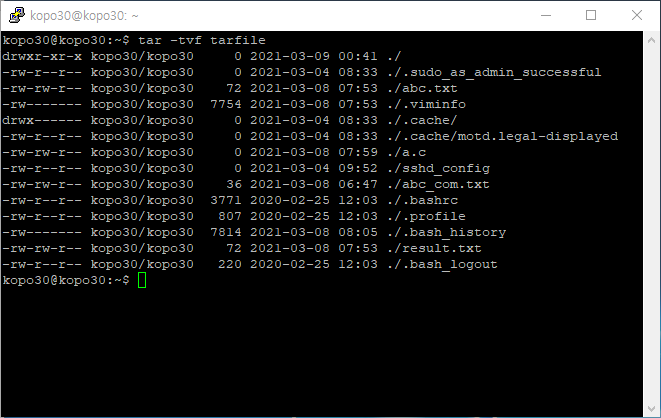 kopo30@kopo30: ~
kopo30@kopo30:~$ tar -tvf tarfile
drwxr-xr-x kopo30/kopo30     0 2021-03-09 00:41 ./
-rw-r--r-- kopo30/kopo30     0 2021-03-04 08:33 ./.sudo_as_admin_successful
-rw-rw-r-- kopo30/kopo30    72 2021-03-08 07:53 ./abc.txt
-rw------- kopo30/kopo30  7754 2021-03-08 07:53 ./.viminfo
drwx------ kopo30/kopo30     0 2021-03-04 08:33 ./.cache/
-rw-r--r-- kopo30/kopo30     0 2021-03-04 08:33 ./.cache/motd.legal-displayed
-rw-rw-r-- kopo30/kopo30     0 2021-03-08 07:59 ./a.c
-rw-r--r-- kopo30/kopo30     0 2021-03-04 09:52 ./sshd_config
-rw-rw-r-- kopo30/kopo30    36 2021-03-08 06:47 ./abc_com.txt
-rw-r--r-- kopo30/kopo30  3771 2020-02-25 12:03 ./.bashrc
-rw-r--r-- kopo30/kopo30   807 2020-02-25 12:03 ./.profile
-rw------- kopo30/kopo30  7814 2021-03-08 08:05 ./.bash_history
-rw-rw-r-- kopo30/kopo30    72 2021-03-08 07:53 ./result.txt
-rw-r--r-- kopo30/kopo30   220 2020-02-25 12:03 ./.bash_logout
kopo30@kopo30:~$